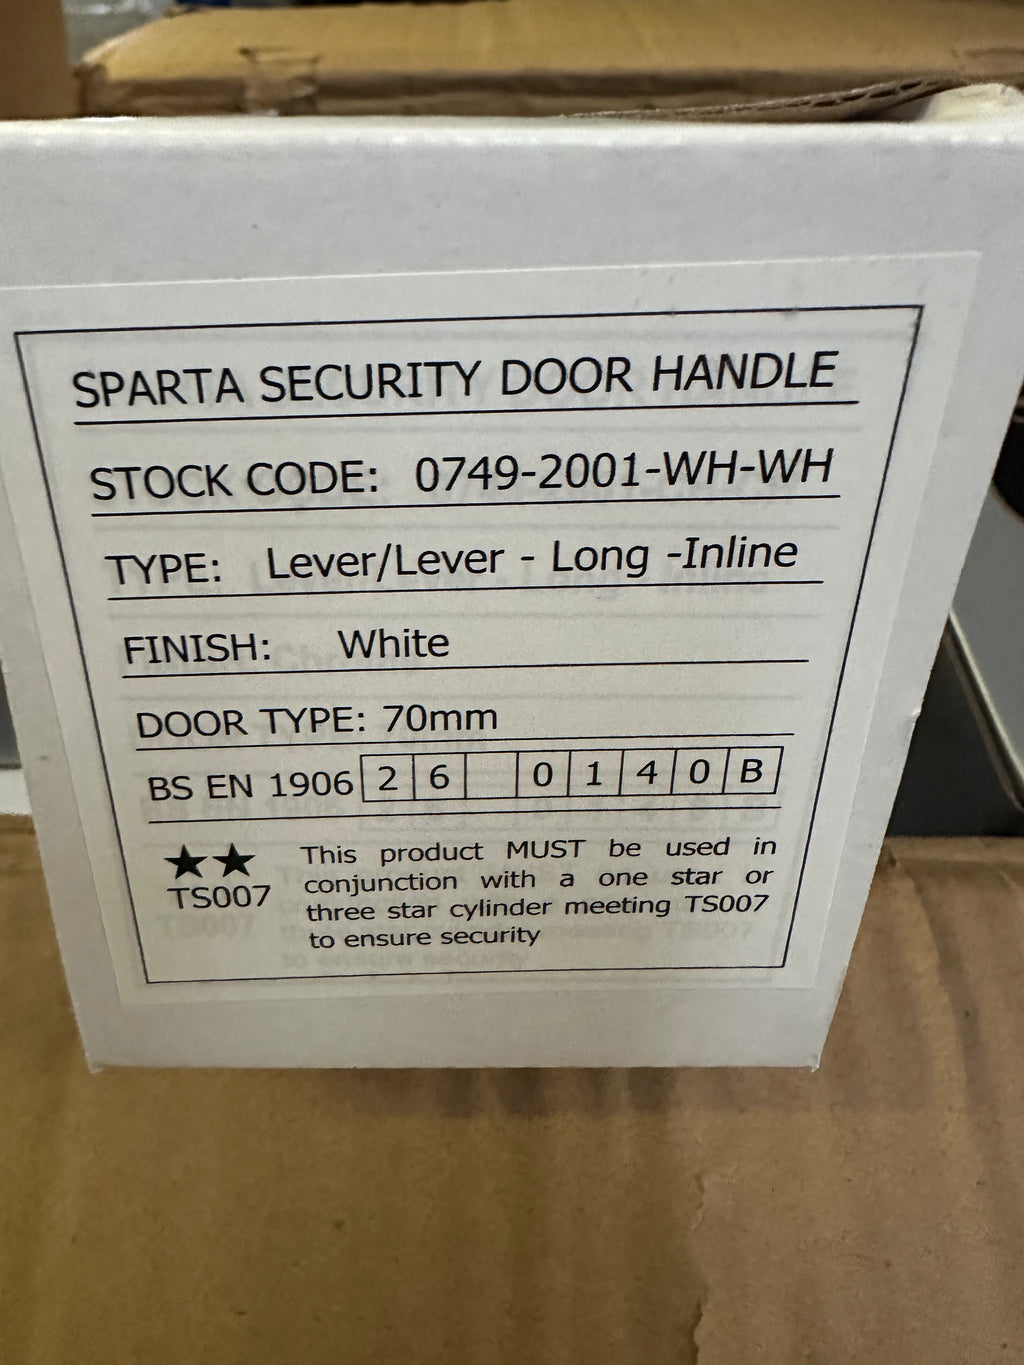 SPARTA SECURITY DOOR HANDLE
STOCK CODE: 0749-2001-WH-WH
TYPE: Lever/Lever - Long -Inline
FINISH: White
DOOR TYPE: 70mm
BS EN 1906 2 6 0 1 4 0 B
★★ This product MUST be used in
TS007 conjunction with a one star or
three star cylinder meeting TS007
to ensure security